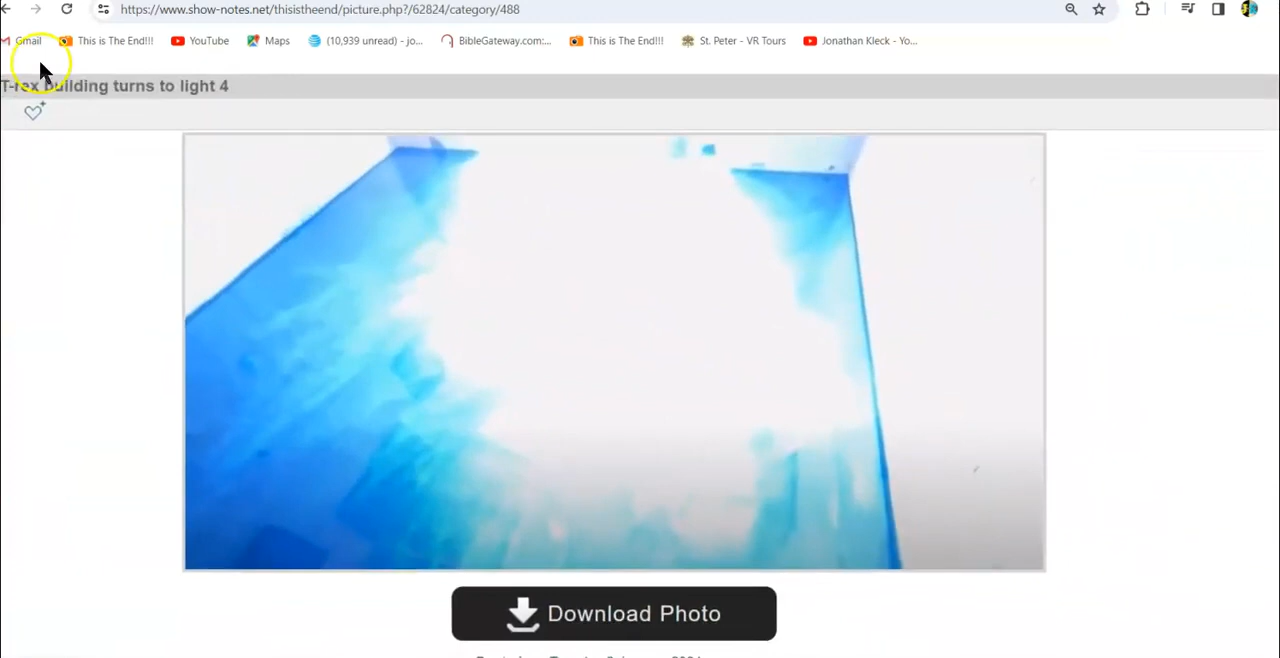 https://www.show-notes.net/thisistheend/picture.php?/62824/category/488
Gmail This is The End!!! YouTube Maps (10,939 unread) - jo... BibleGateway.com:... This is The End!!! St. Peter - VR Tours Jonathan Kleck - Yo...
T-rex building turns to light 4
Download Photo